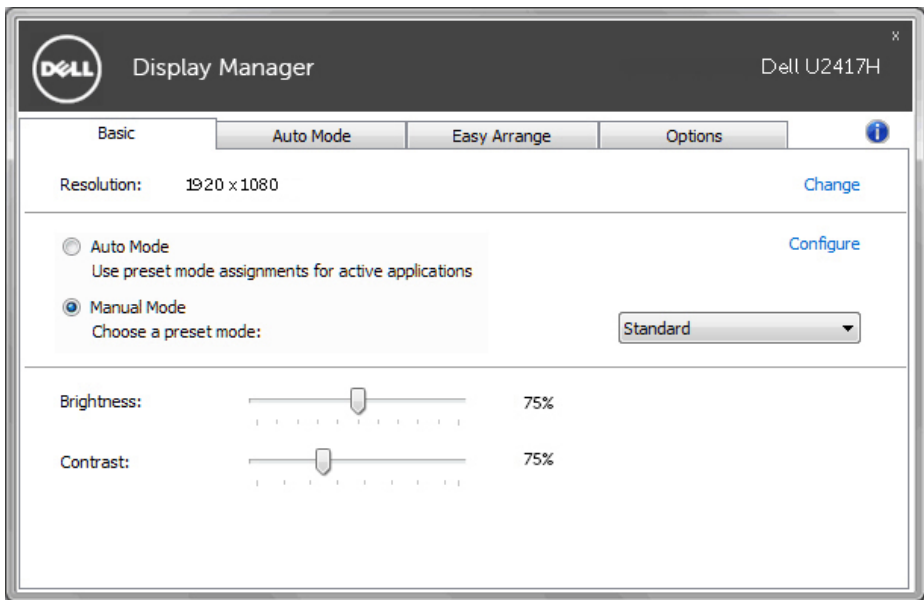 x
DELL Display Manager Dell U2417H
Basic Auto Mode Easy Arrange Options i
Resolution: 1920 x 1080 Change
Auto Mode Configure
Use preset mode assignments for active applications
Manual Mode
Choose a preset mode: Standard
Brightness: 75%
Contrast: 75%